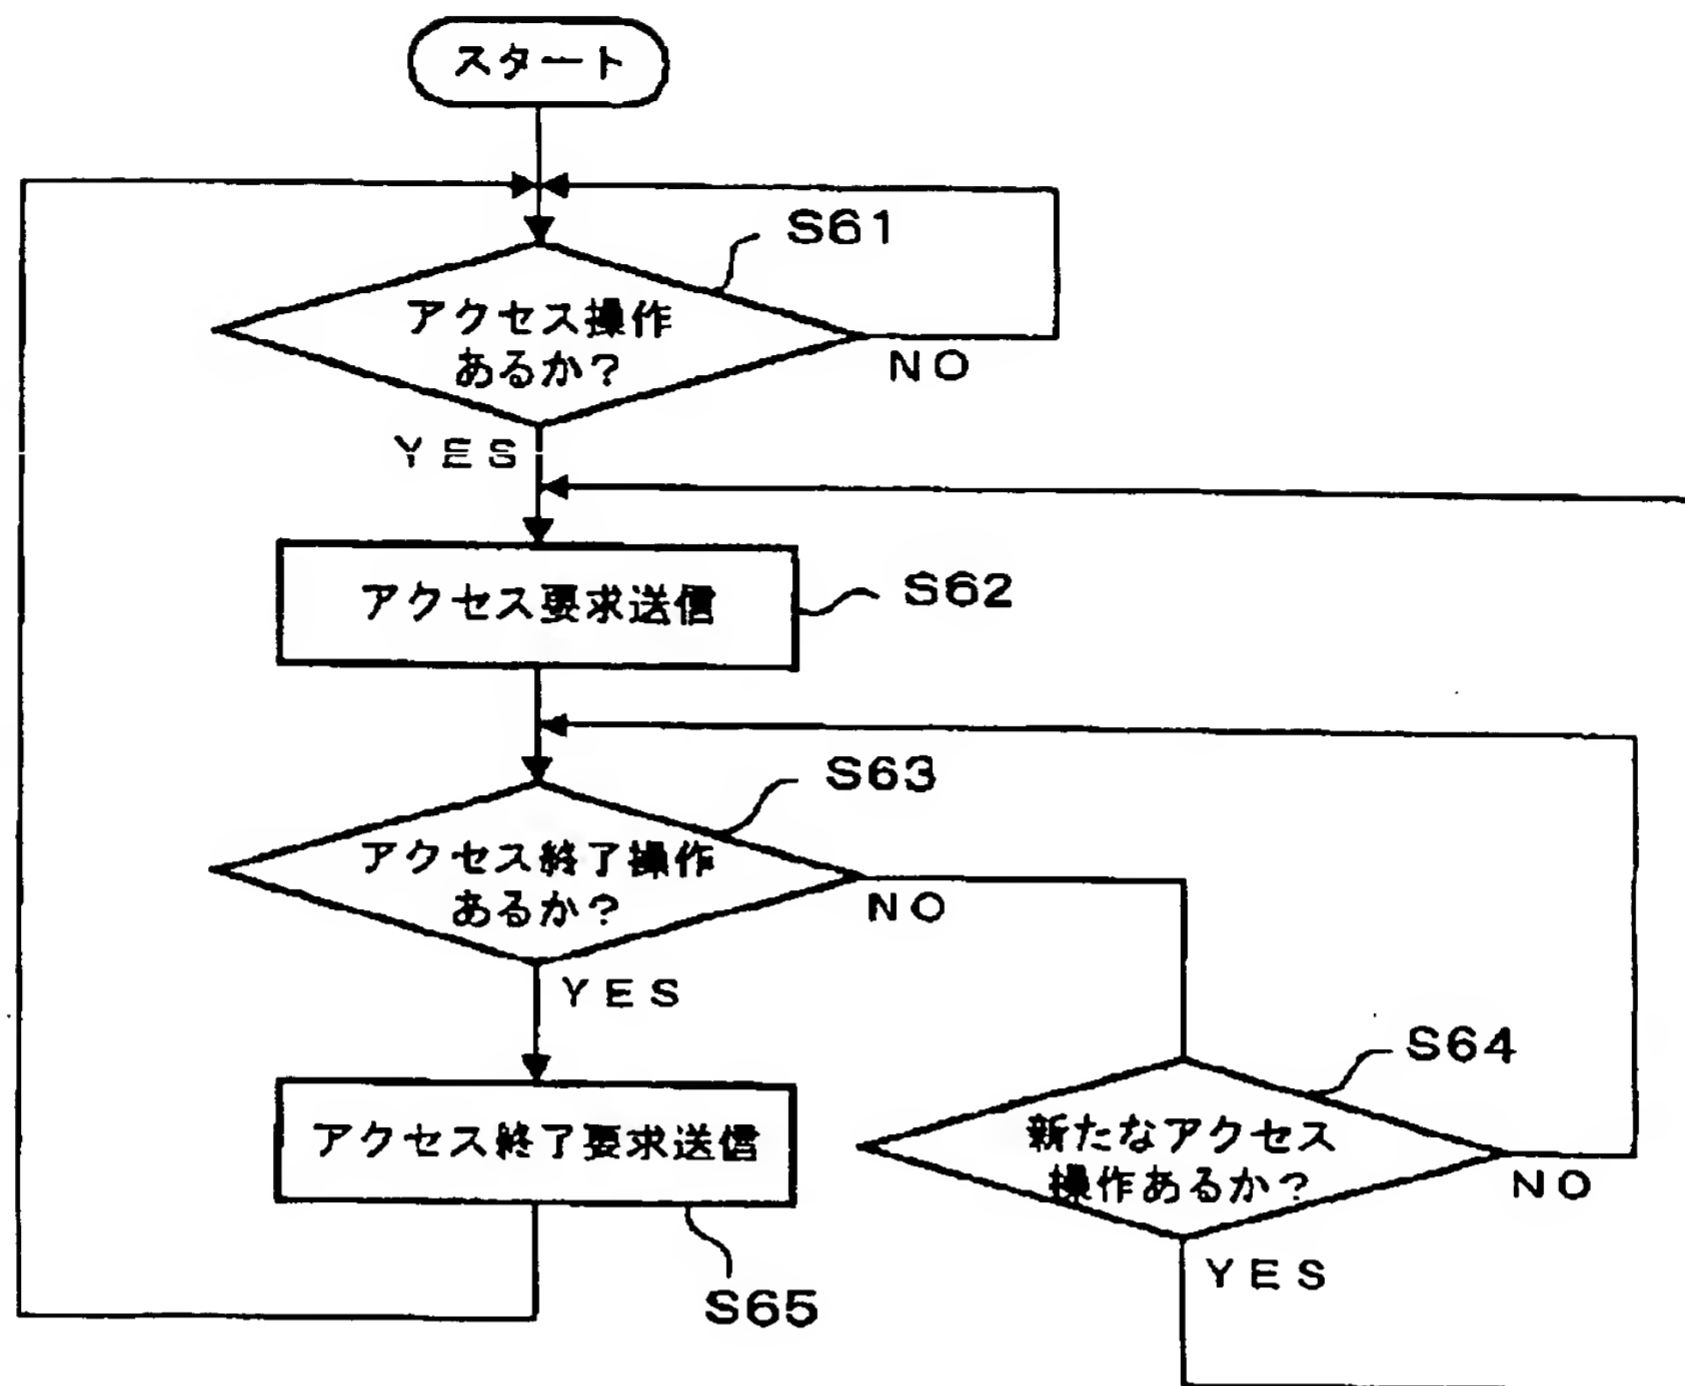 スタート
S61
アクセス操作
あるか?
NO
YES
アクセス要求送信
S62
S63
アクセス終了操作
あるか?
NO
YES
S64
アクセス終了要求送信
新たなアクセス
操作あるか?
NO
YES
S65